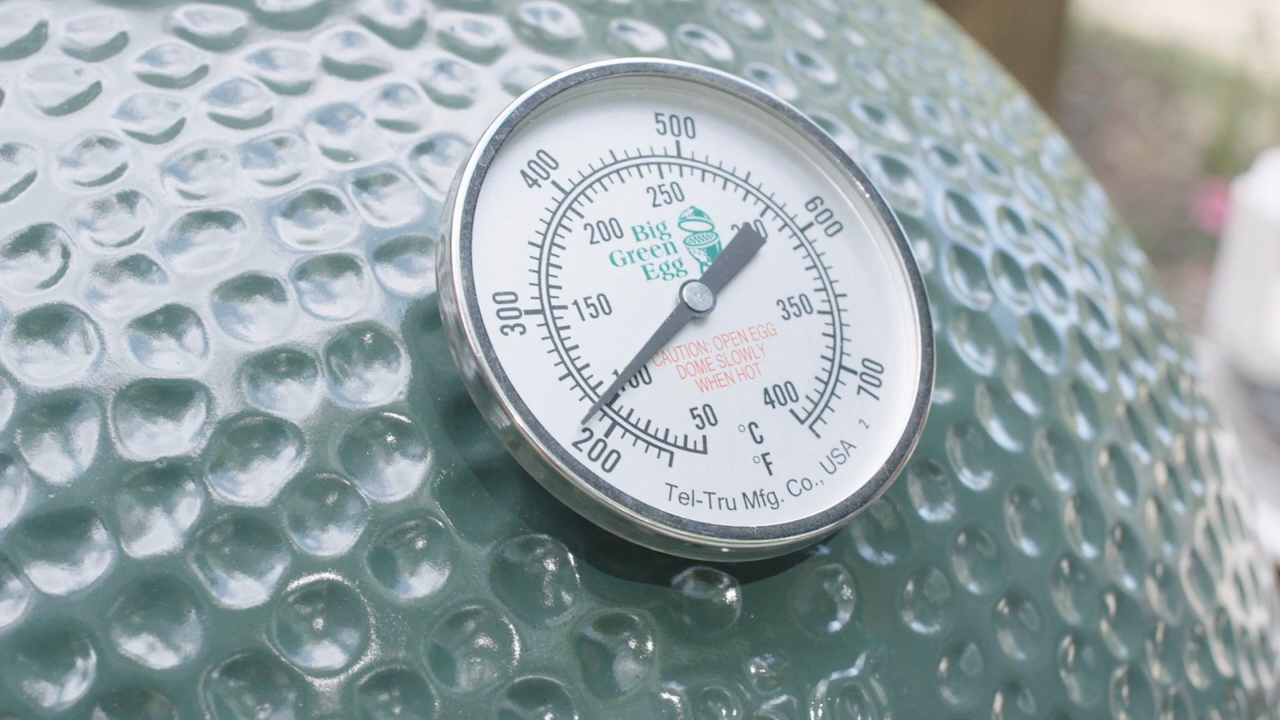 500
400
600
250
200
Big
Green
Egg
300
150
350
CAUTION: OPEN EGG
DOME SLOWLY
WHEN HOT
700
400
50
200
°C
°F
Tel-Tru Mfg. Co., USA 2